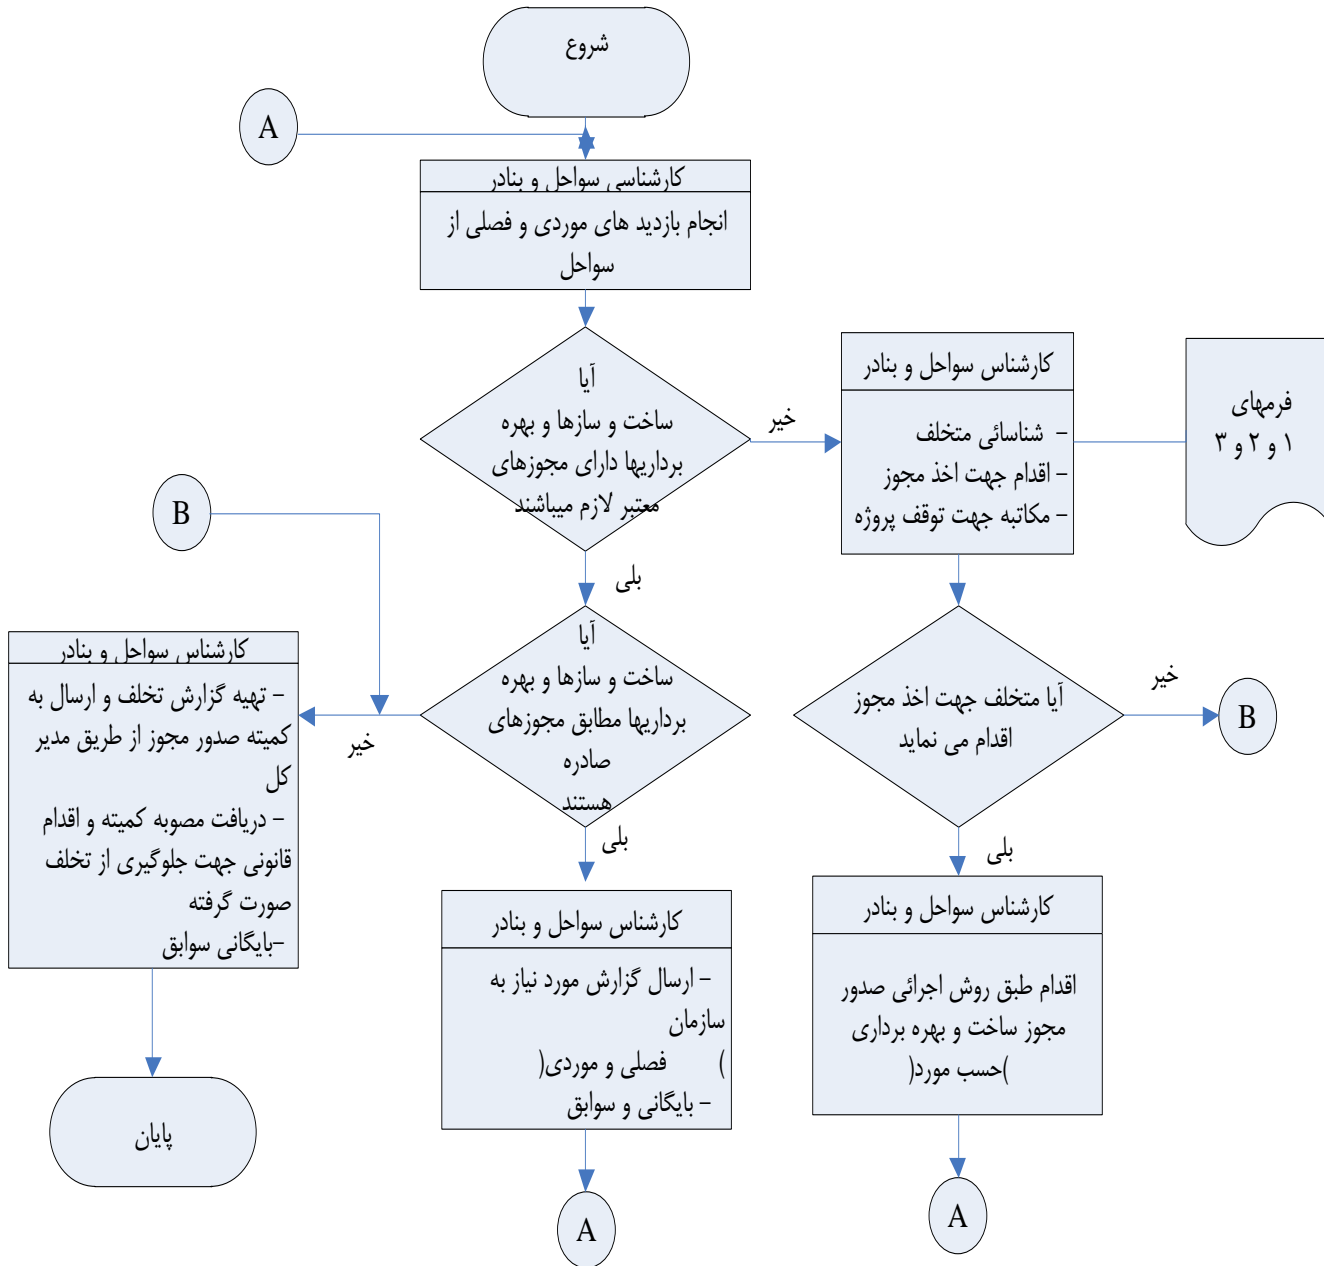 شروع
A
کارشناسی سواحل و بنادر
انجام بازدید های موردی و فصلی از
سواحل
آیا
ساخت و سازها و بهره
برداریها دارای مجوزهای
معتبر لازم میباشند
خیر
کارشناس سواحل و بنادر
- شناسائی متخلف
- اقدام جهت اخذ مجوز
- مکاتبه جهت توقف پروژه
فرمهای
۱ و ۲ و ۳
B
بلی
آیا
ساخت و سازها و بهره
برداریها مطابق مجوزهای
صادره
هستند
خیر
کارشناس سواحل و بنادر
- تهیه گزارش تخلف و ارسال به
کمیته صدور مجوز از طریق مدیر
کل
- دریافت مصوبه کمیته و اقدام
قانونی جهت جلوگیری از تخلف
صورت گرفته
-بایگانی سوابق
پایان
آیا متخلف جهت اخذ مجوز
اقدام می نماید
خیر
B
بلی
کارشناس سواحل و بنادر
- ارسال گزارش مورد نیاز به
سازمان
( فصلی و موردی)
- بایگانی و سوابق
A
بلی
کارشناس سواحل و بنادر
اقدام طبق روش اجرائی صدور
مجوز ساخت و بهره برداری
(حسب مورد)
A